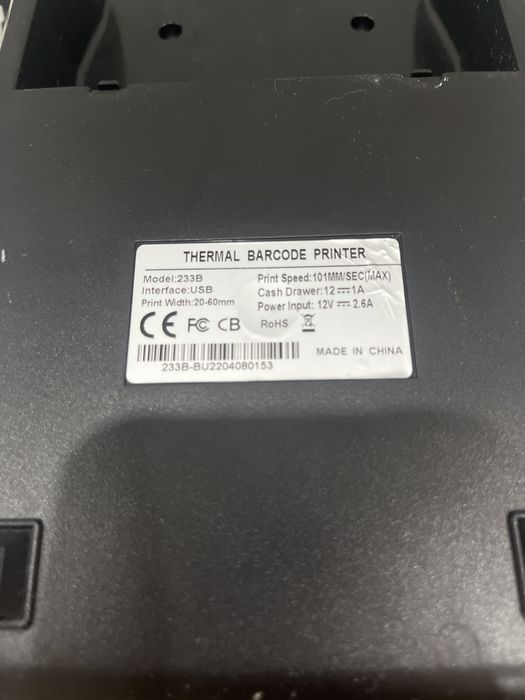 THERMAL BARCODE PRINTER
Model:233B
Interface:USB
Print Width:20-60mm
Print Speed:101MM/SEC(MAX)
Cash Drawer:12⎓1A
Power Input: 12V⎓2.6A
CE FC CB RoHS
MADE IN CHINA
233B-BU2204080153